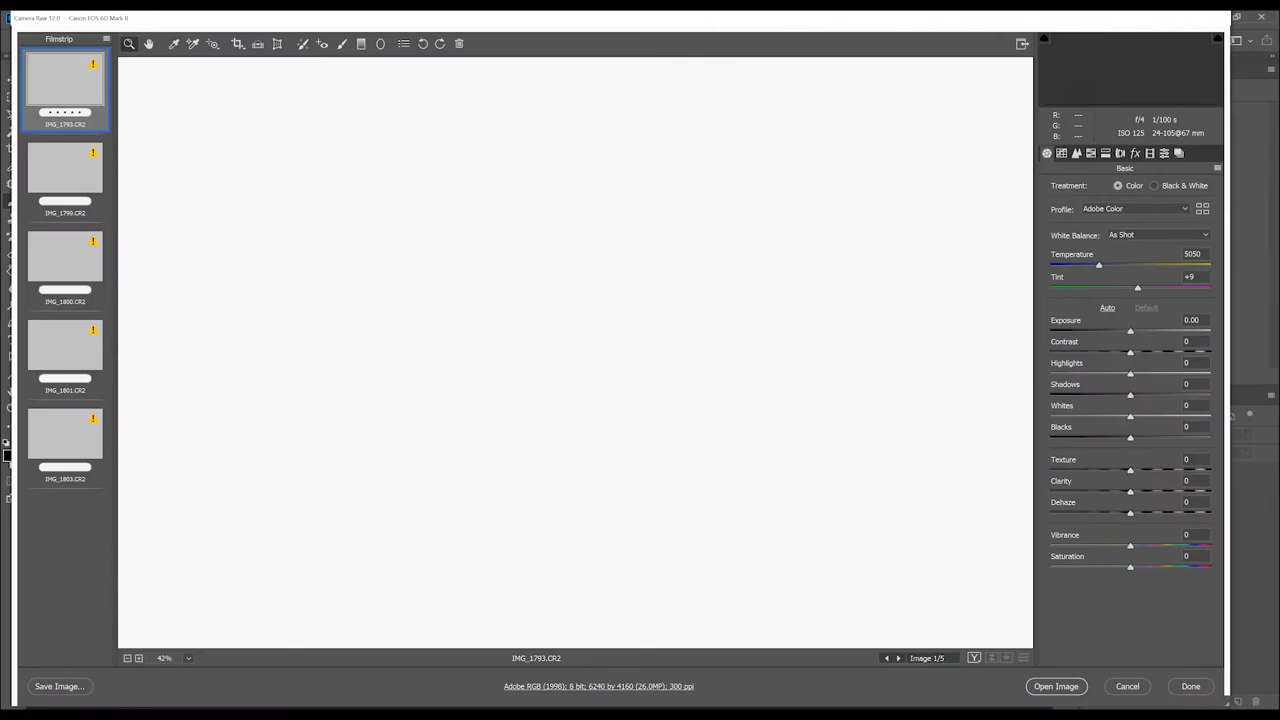 Camera Raw 12.0 - Canon EOS 6D Mark II
Filmstrip
IMG_1793.CR2
IMG_1799.CR2
IMG_1800.CR2
IMG_1801.CR2
IMG_1803.CR2
R: ---
G: ---
B: ---
f/4 1/100 s
ISO 125 24-105@67 mm
Basic
Treatment: Color Black & White
Profile: Adobe Color
White Balance: As Shot
Temperature 5050
Tint +9
Auto Default
Exposure 0.00
Contrast 0
Highlights 0
Shadows 0
Whites 0
Blacks 0
Texture 0
Clarity 0
Dehaze 0
Vibrance 0
Saturation 0
42% IMG_1793.CR2 Image 1/5 Y
Save Image... Adobe RGB (1998); 8 bit; 6240 by 4160 (26.0MP); 300 ppi Open Image Cancel Done